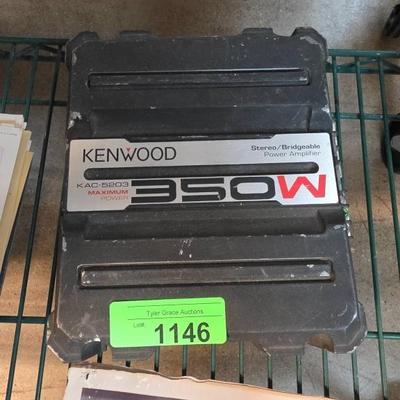 KENWOOD
Stereo/Bridgeable
Power Amplifier
KAC-5203
MAXIMUM
POWER
350W
Tyler Grace Auctions
Lot#: 1146